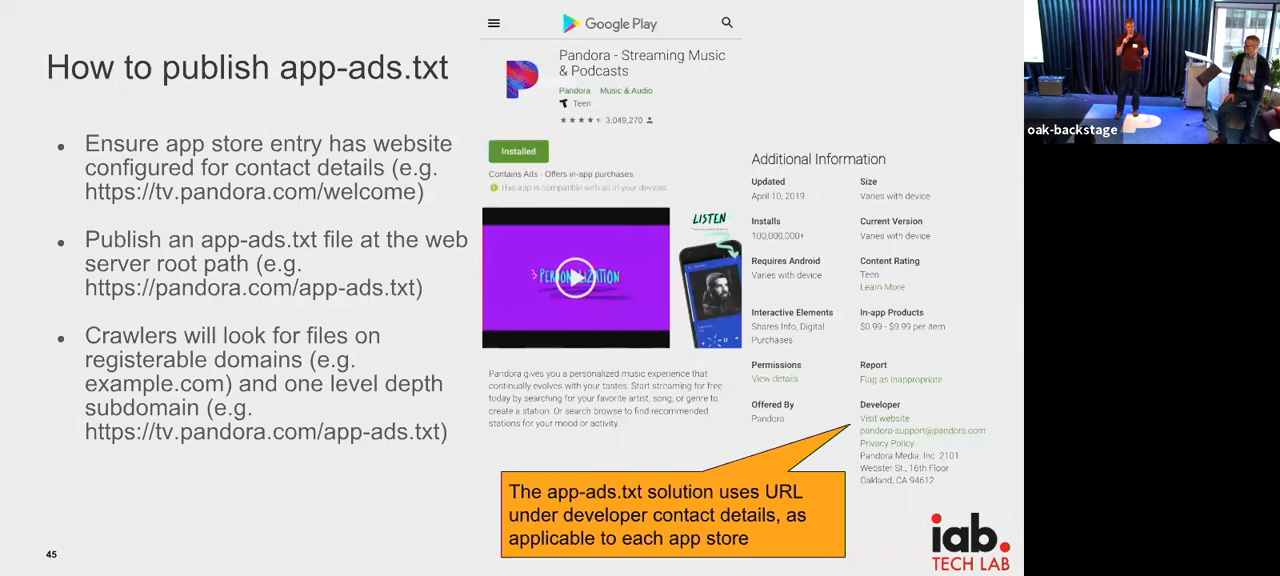 How to publish app-ads.txt
● Ensure app store entry has website
configured for contact details (e.g.
https://tv.pandora.com/welcome)
● Publish an app-ads.txt file at the web
server root path (e.g.
https://pandora.com/app-ads.txt)
● Crawlers will look for files on
registerable domains (e.g.
example.com) and one level depth
subdomain (e.g.
https://tv.pandora.com/app-ads.txt)
45
Google Play
Pandora - Streaming Music
& Podcasts
Pandora Music & Audio
T Teen
3,049,270
Installed
Contains Ads · Offers in-app purchases
This app is compatible with all of your devices.
PERSONALIZATION
LISTEN
Pandora gives you a personalized music experience that
continually evolves with your tastes. Start streaming for free
today by searching for your favorite artist, song, or genre to
create a station. Or search browse to find recommended
stations for your mood or activity.
Additional Information
Updated
April 10, 2019
Size
Varies with device
Installs
100,000,000+
Current Version
Varies with device
Requires Android
Varies with device
Content Rating
Teen
Learn More
Interactive Elements
Shares Info, Digital
Purchases
In-app Products
$0.99 - $9.99 per item
Permissions
View details
Report
Flag as inappropriate
Offered By
Pandora
Developer
Visit website
pandora-support@pandora.com
Privacy Policy
Pandora Media, Inc. 2101
Webster St., 16th Floor
Oakland, CA 94612
The app-ads.txt solution uses URL
under developer contact details, as
applicable to each app store
iab.
TECH LAB
oak-backstage